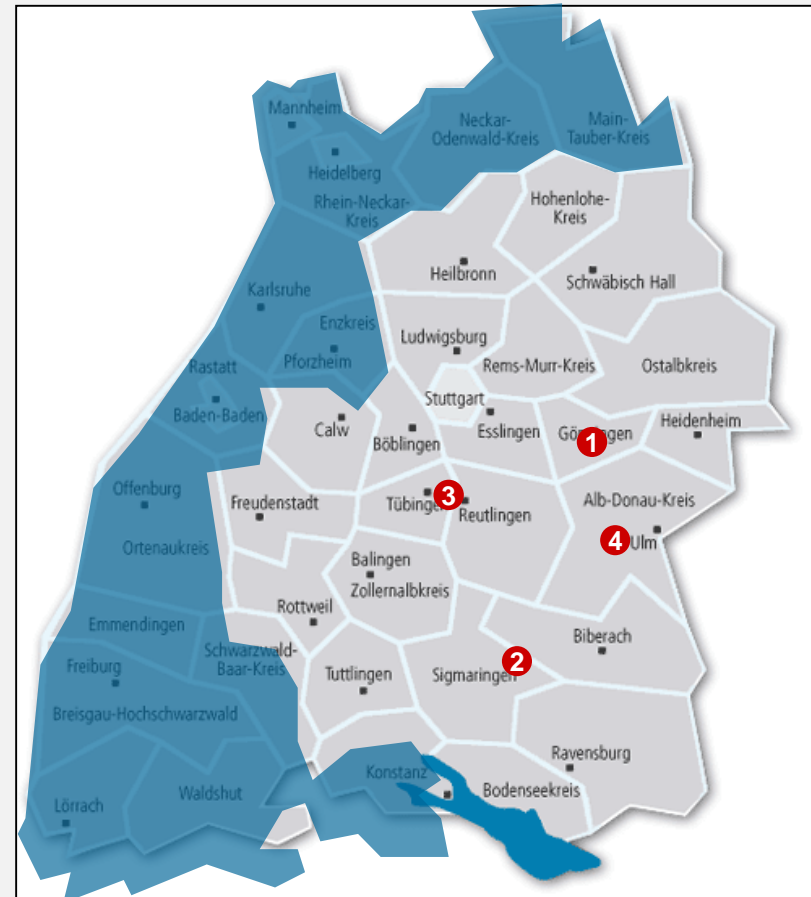 Mannheim
Neckar-
Odenwald-Kreis
Main-
Tauber-Kreis
Heidelberg
Rhein-Neckar-
Kreis
Hohenlohe-
Kreis
Heilbronn
Schwäbisch Hall
Karlsruhe
Enzkreis
Pforzheim
Ludwigsburg
Rems-Murr-Kreis
Ostalbkreis
Rastatt
Baden-Baden
Stuttgart
Calw
Böblingen
Esslingen
1
Heidenheim
Offenburg
Freudenstadt
3
Reutlingen
Alb-Donau-Kreis
Ortenaukreis
4
Ulm
Balingen
Zollernalbkreis
Rottweil
Emmendingen
Biberach
Schwarzwald-
Baar-Kreis
Freiburg
Tuttlingen
Sigmaringen
2
Breisgau-Hochschwarzwald
Ravensburg
Konstanz
Bodenseekreis
Waldshut
Lörrach